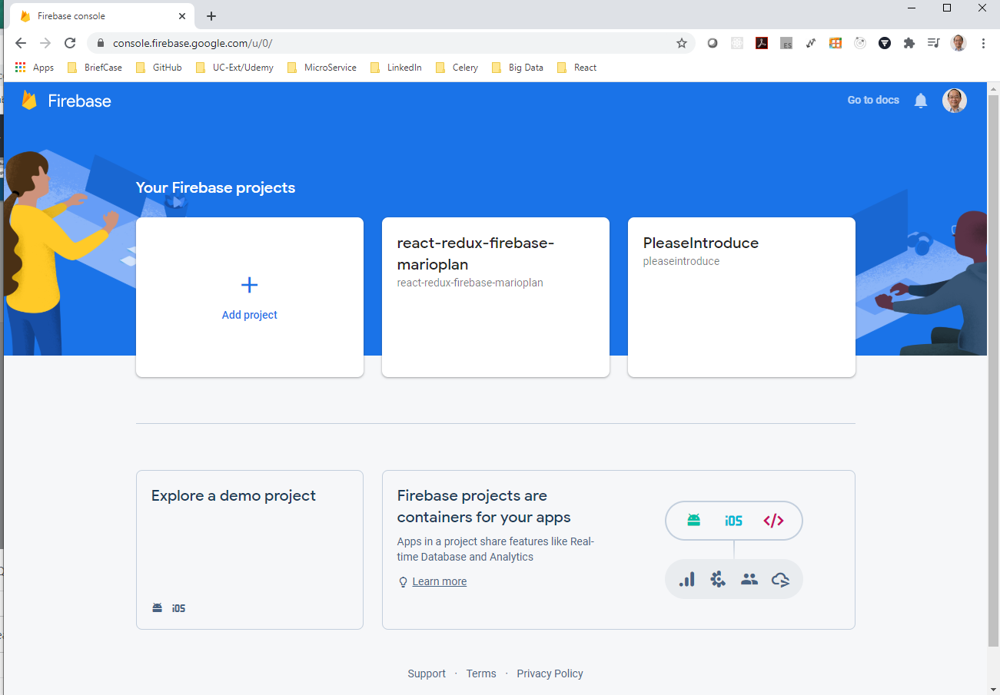 Firebase console
console.firebase.google.com/u/0/
Apps BriefCase GitHub UC-Ext/Udemy MicroService LinkedIn Celery Big Data React
Firebase
Go to docs
Your Firebase projects
Add project
react-redux-firebase-
marioplan
react-redux-firebase-marioplan
PleaseIntroduce
pleaseintroduce
Explore a demo project
iOS
Firebase projects are
containers for your apps
Apps in a project share features like Real-
time Database and Analytics
Learn more
iOS </>
Support · Terms · Privacy Policy